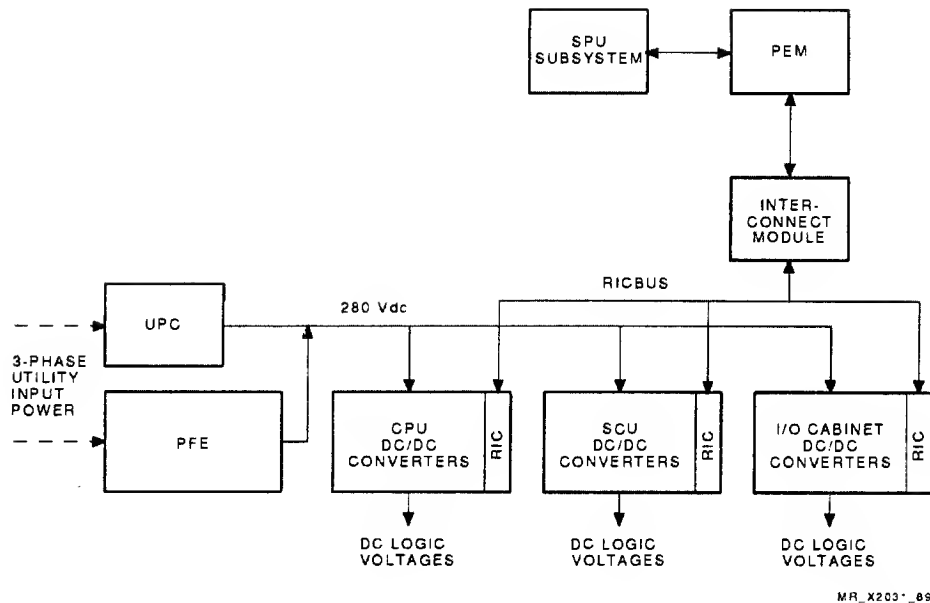 SPU
SUBSYSTEM
PEM
INTER-
CONNECT
MODULE
RICBUS
280 Vdc
UPC
3-PHASE
UTILITY
INPUT
POWER
PFE
CPU
DC/DC
CONVERTERS
RIC
SCU
DC/DC
CONVERTERS
RIC
I/O CABINET
DC/DC
CONVERTERS
RIC
DC LOGIC
VOLTAGES
DC LOGIC
VOLTAGES
DC LOGIC
VOLTAGES